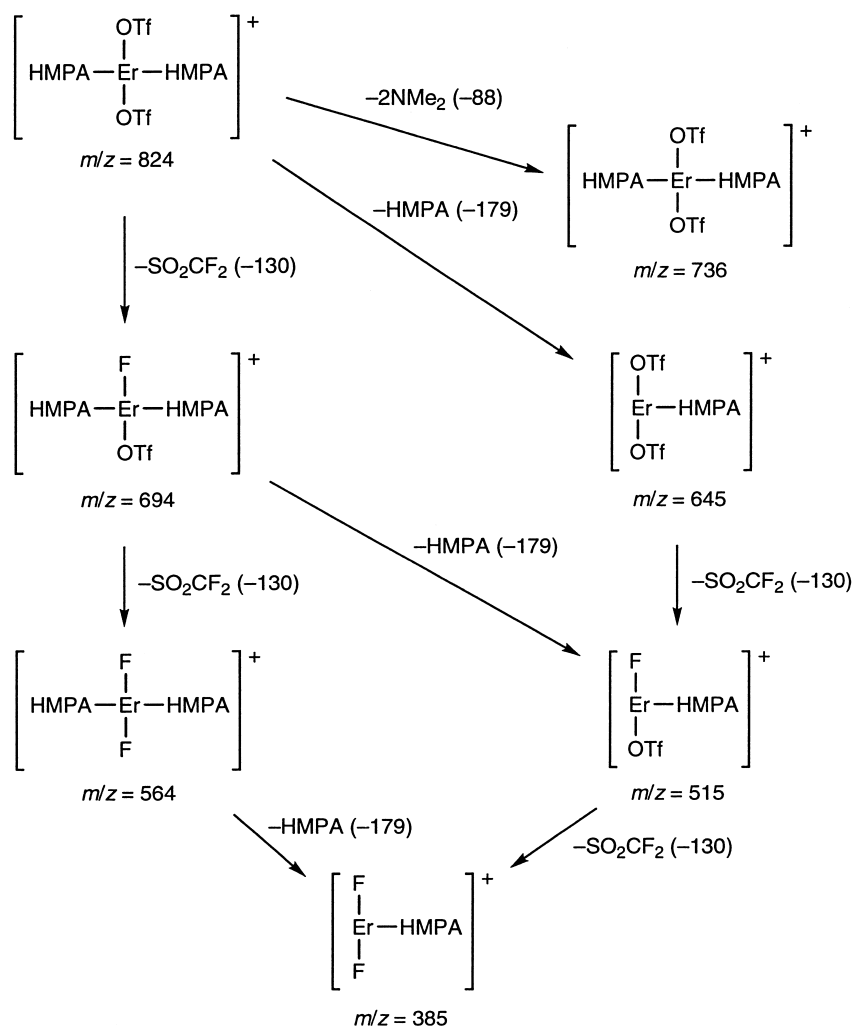 OTf
HMPA–Er–HMPA
OTf
+
m/z = 824
–2NMe2 (–88)
OTf
HMPA–Er–HMPA
OTf
+
m/z = 736
–HMPA (–179)
–SO2CF2 (–130)
F
HMPA–Er–HMPA
OTf
+
m/z = 694
OTf
Er–HMPA
OTf
+
m/z = 645
–HMPA (–179)
–SO2CF2 (–130)
–SO2CF2 (–130)
F
HMPA–Er–HMPA
F
+
m/z = 564
F
Er–HMPA
OTf
+
m/z = 515
–HMPA (–179)
–SO2CF2 (–130)
F
Er–HMPA
F
+
m/z = 385